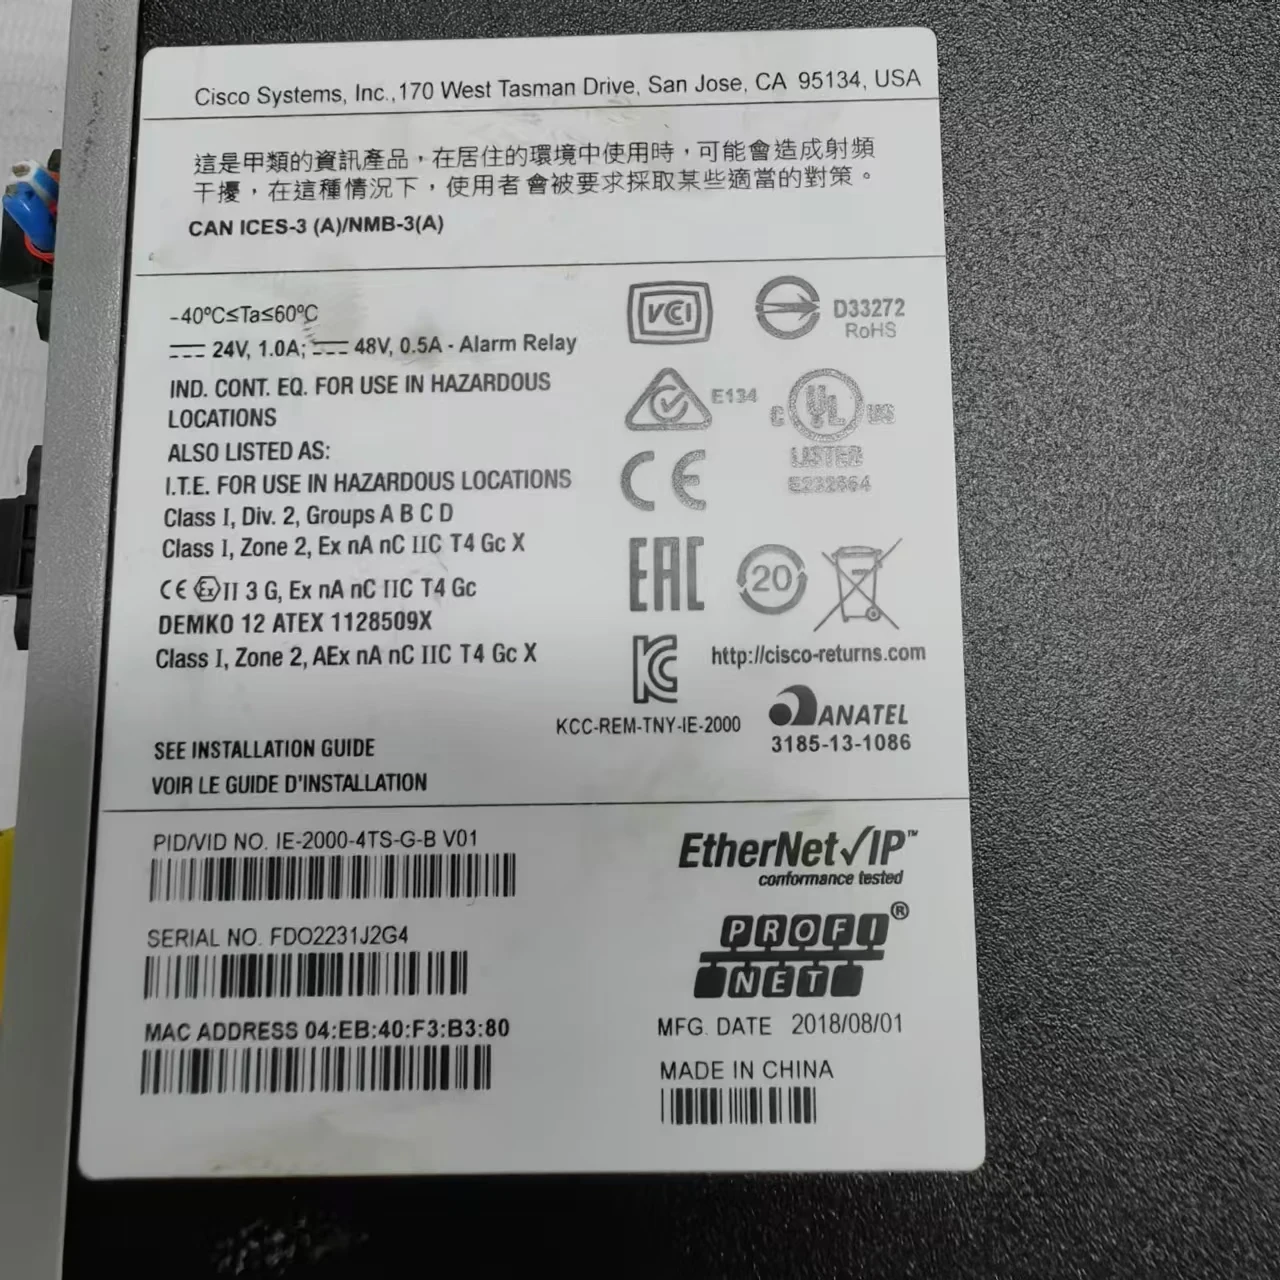 Cisco Systems, Inc.,170 West Tasman Drive, San Jose, CA 95134, USA
這是甲類的資訊產品，在居住的環境中使用時，可能會造成射頻
干擾，在這種情況下，使用者會被要求採取某些適當的對策。
CAN ICES-3 (A)/NMB-3(A)
-40ºC≤Ta≤60ºC
24V, 1.0A; 48V, 0.5A - Alarm Relay
IND. CONT. EQ. FOR USE IN HAZARDOUS
LOCATIONS
ALSO LISTED AS:
I.T.E. FOR USE IN HAZARDOUS LOCATIONS
Class I, Div. 2, Groups A B C D
Class I, Zone 2, Ex nA nC IIC T4 Gc X
CE Ex II 3 G, Ex nA nC IIC T4 Gc
DEMKO 12 ATEX 1128509X
Class I, Zone 2, AEx nA nC IIC T4 Gc X
SEE INSTALLATION GUIDE
VOIR LE GUIDE D'INSTALLATION
VCI
D33272
RoHS
E134
C UL US
LISTED
E232664
CE
EAC
20
KC
http://cisco-returns.com
KCC-REM-TNY-IE-2000
ANATEL
3185-13-1086
PID/VID NO. IE-2000-4TS-G-B V01
SERIAL NO. FDO2231J2G4
MAC ADDRESS 04:EB:40:F3:B3:80
EtherNet/IP™
conformance tested
PROFI®
NET
MFG. DATE 2018/08/01
MADE IN CHINA